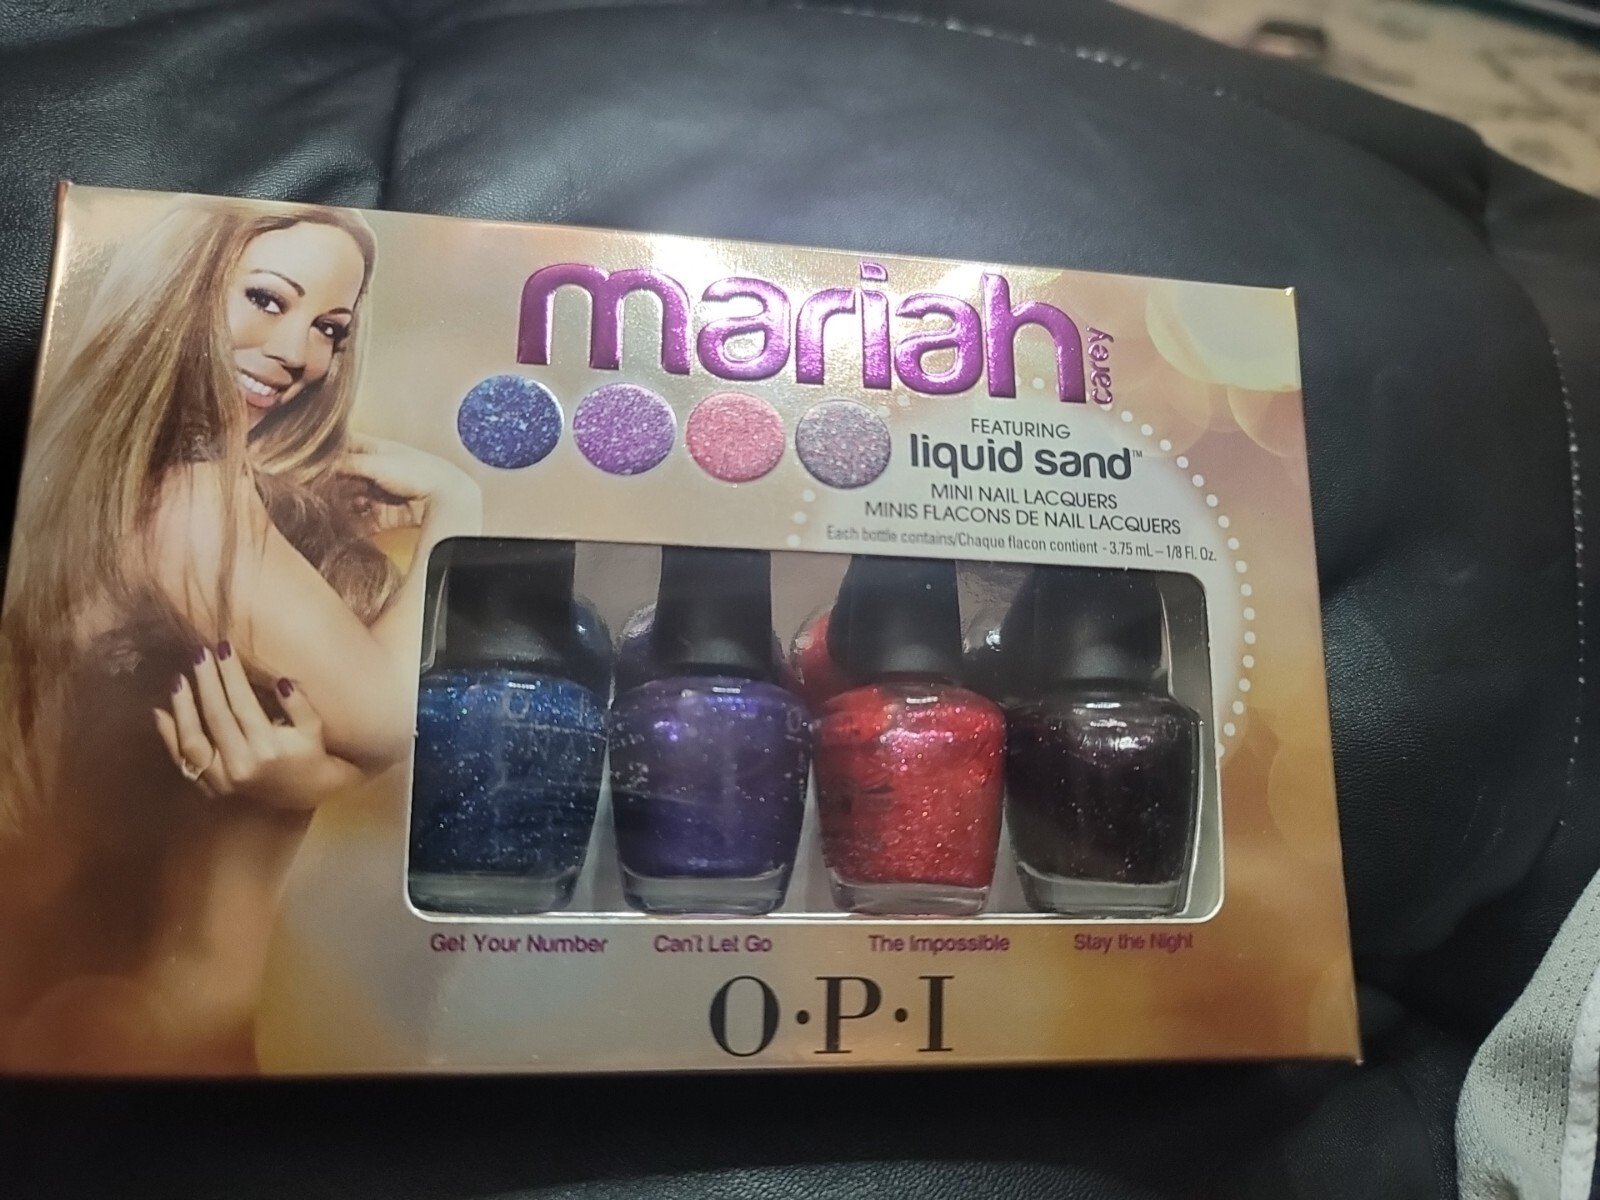 mariah
carey
FEATURING
liquid sand™
MINI NAIL LACQUERS
MINIS FLACONS DE NAIL LACQUERS
Each bottle contains/Chaque flacon contient - 3.75 mL – 1/8 Fl. Oz.
Get Your Number
Can't Let Go
The Impossible
Stay the Night
O·P·I